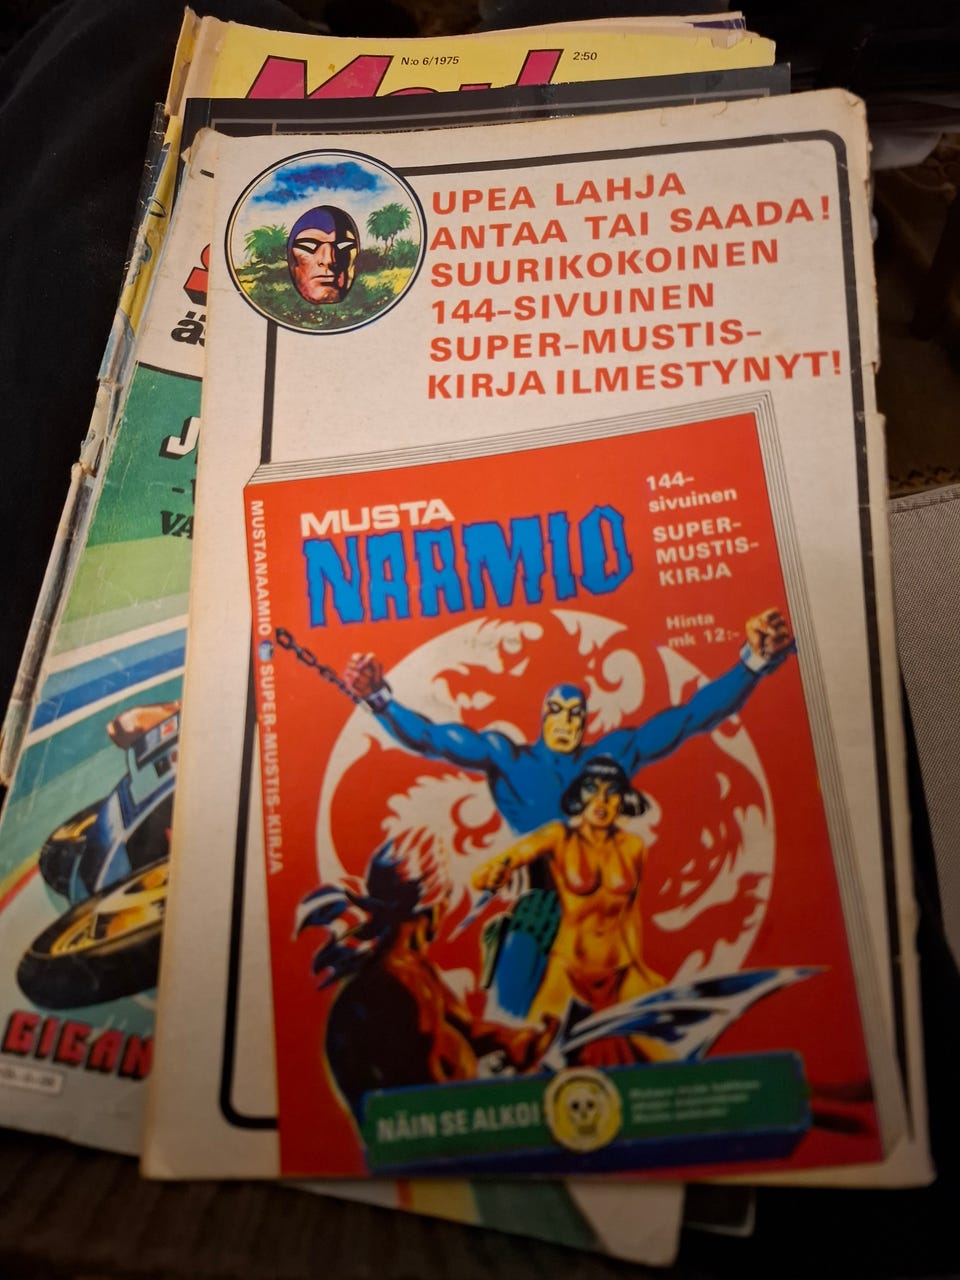 N:o 6/1975
2:50
UPEA LAHJA
ANTAA TAI SAADA!
SUURIKOKOINEN
144-SIVUINEN
SUPER-MUSTIS-
KIRJA ILMESTYNYT!
MUSTANAAMIO SUPER-MUSTIS-KIRJA
MUSTA
NAAMIO
144-
sivuinen
SUPER-
MUSTIS-
KIRJA
Hinta
mk 12:-
NÄIN SE ALKOI
GIGAN